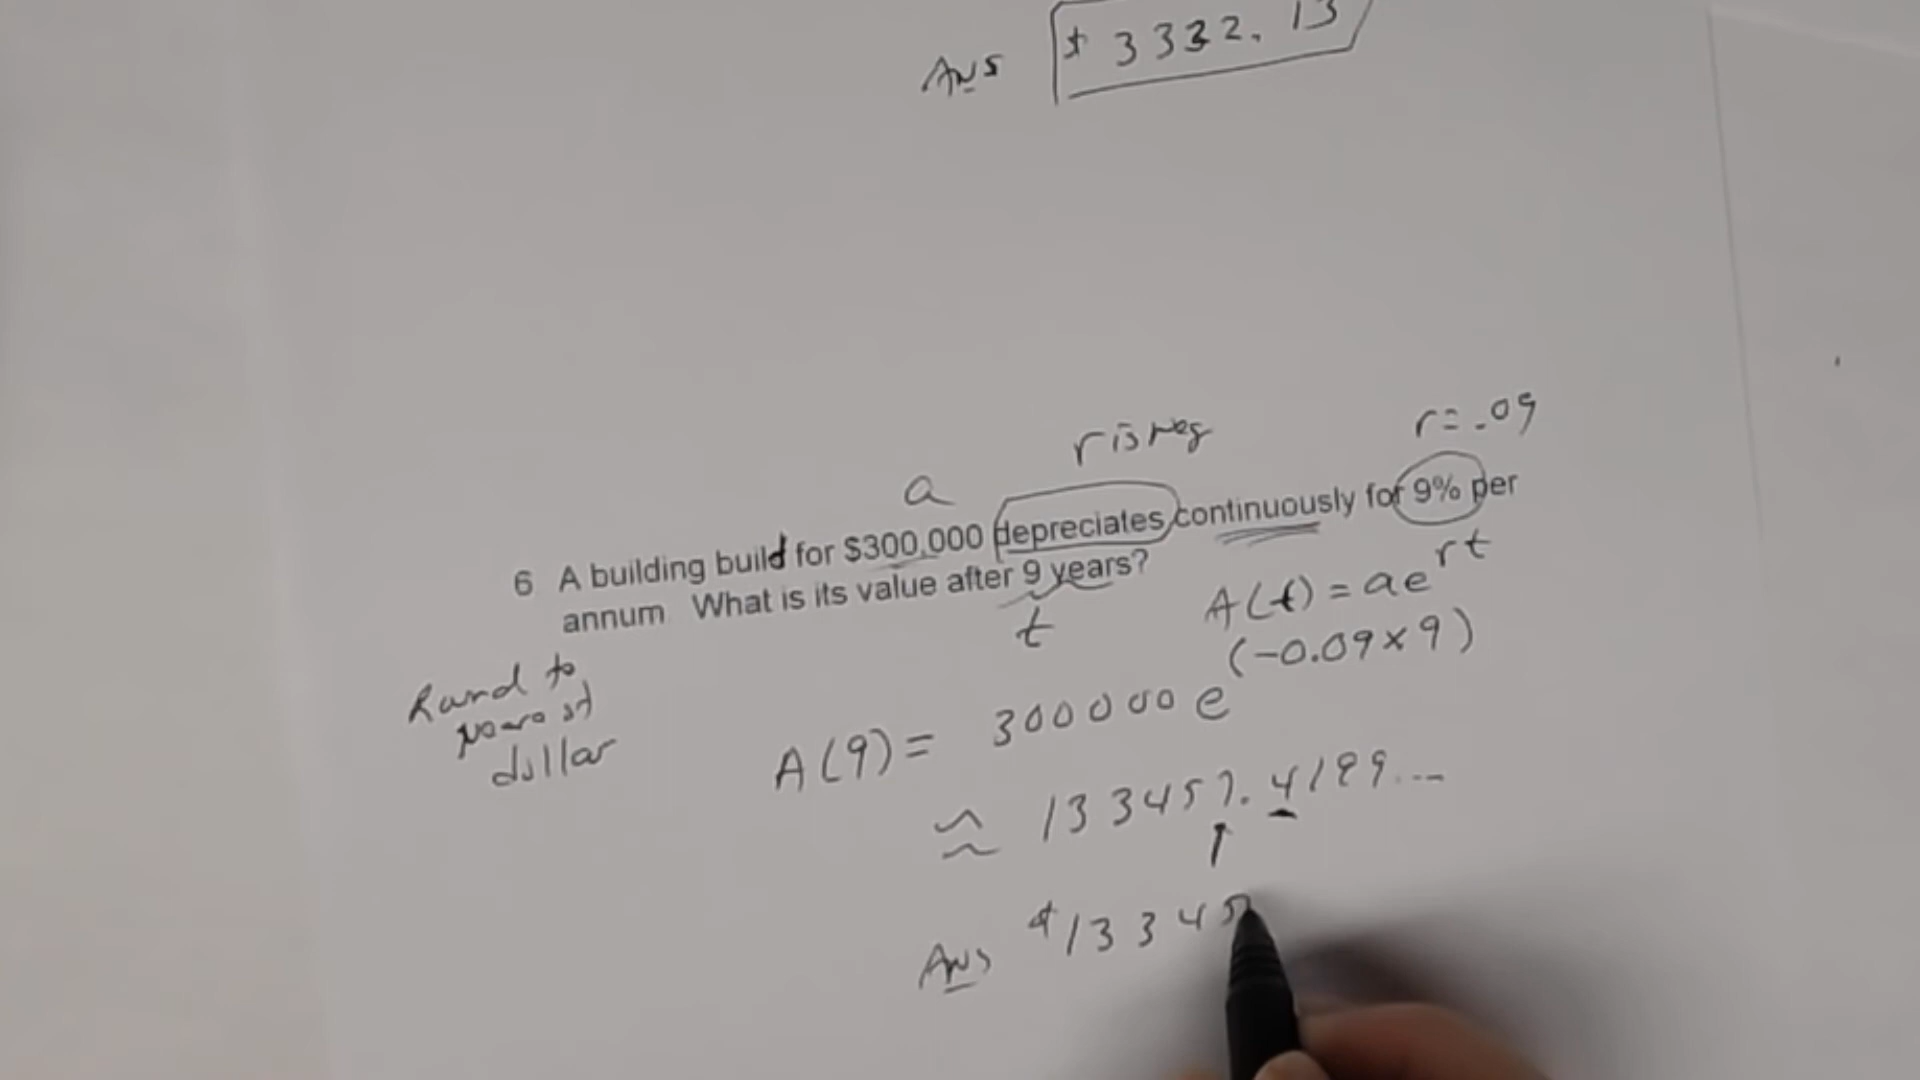 Ans $ 3332.13
r is neg
r = .09
a
6 A building build for $300,000 depreciates continuously for 9% per
annum What is its value after 9 years?
t
A(t) = ae^rt
Round to
nearest
dollar
(-0.09×9)
A(9) = 300000 e
≈ 133457.4199...
Ans $13345